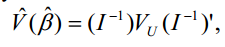 V̂(β̂) = (I⁻¹)V_U(I⁻¹)',